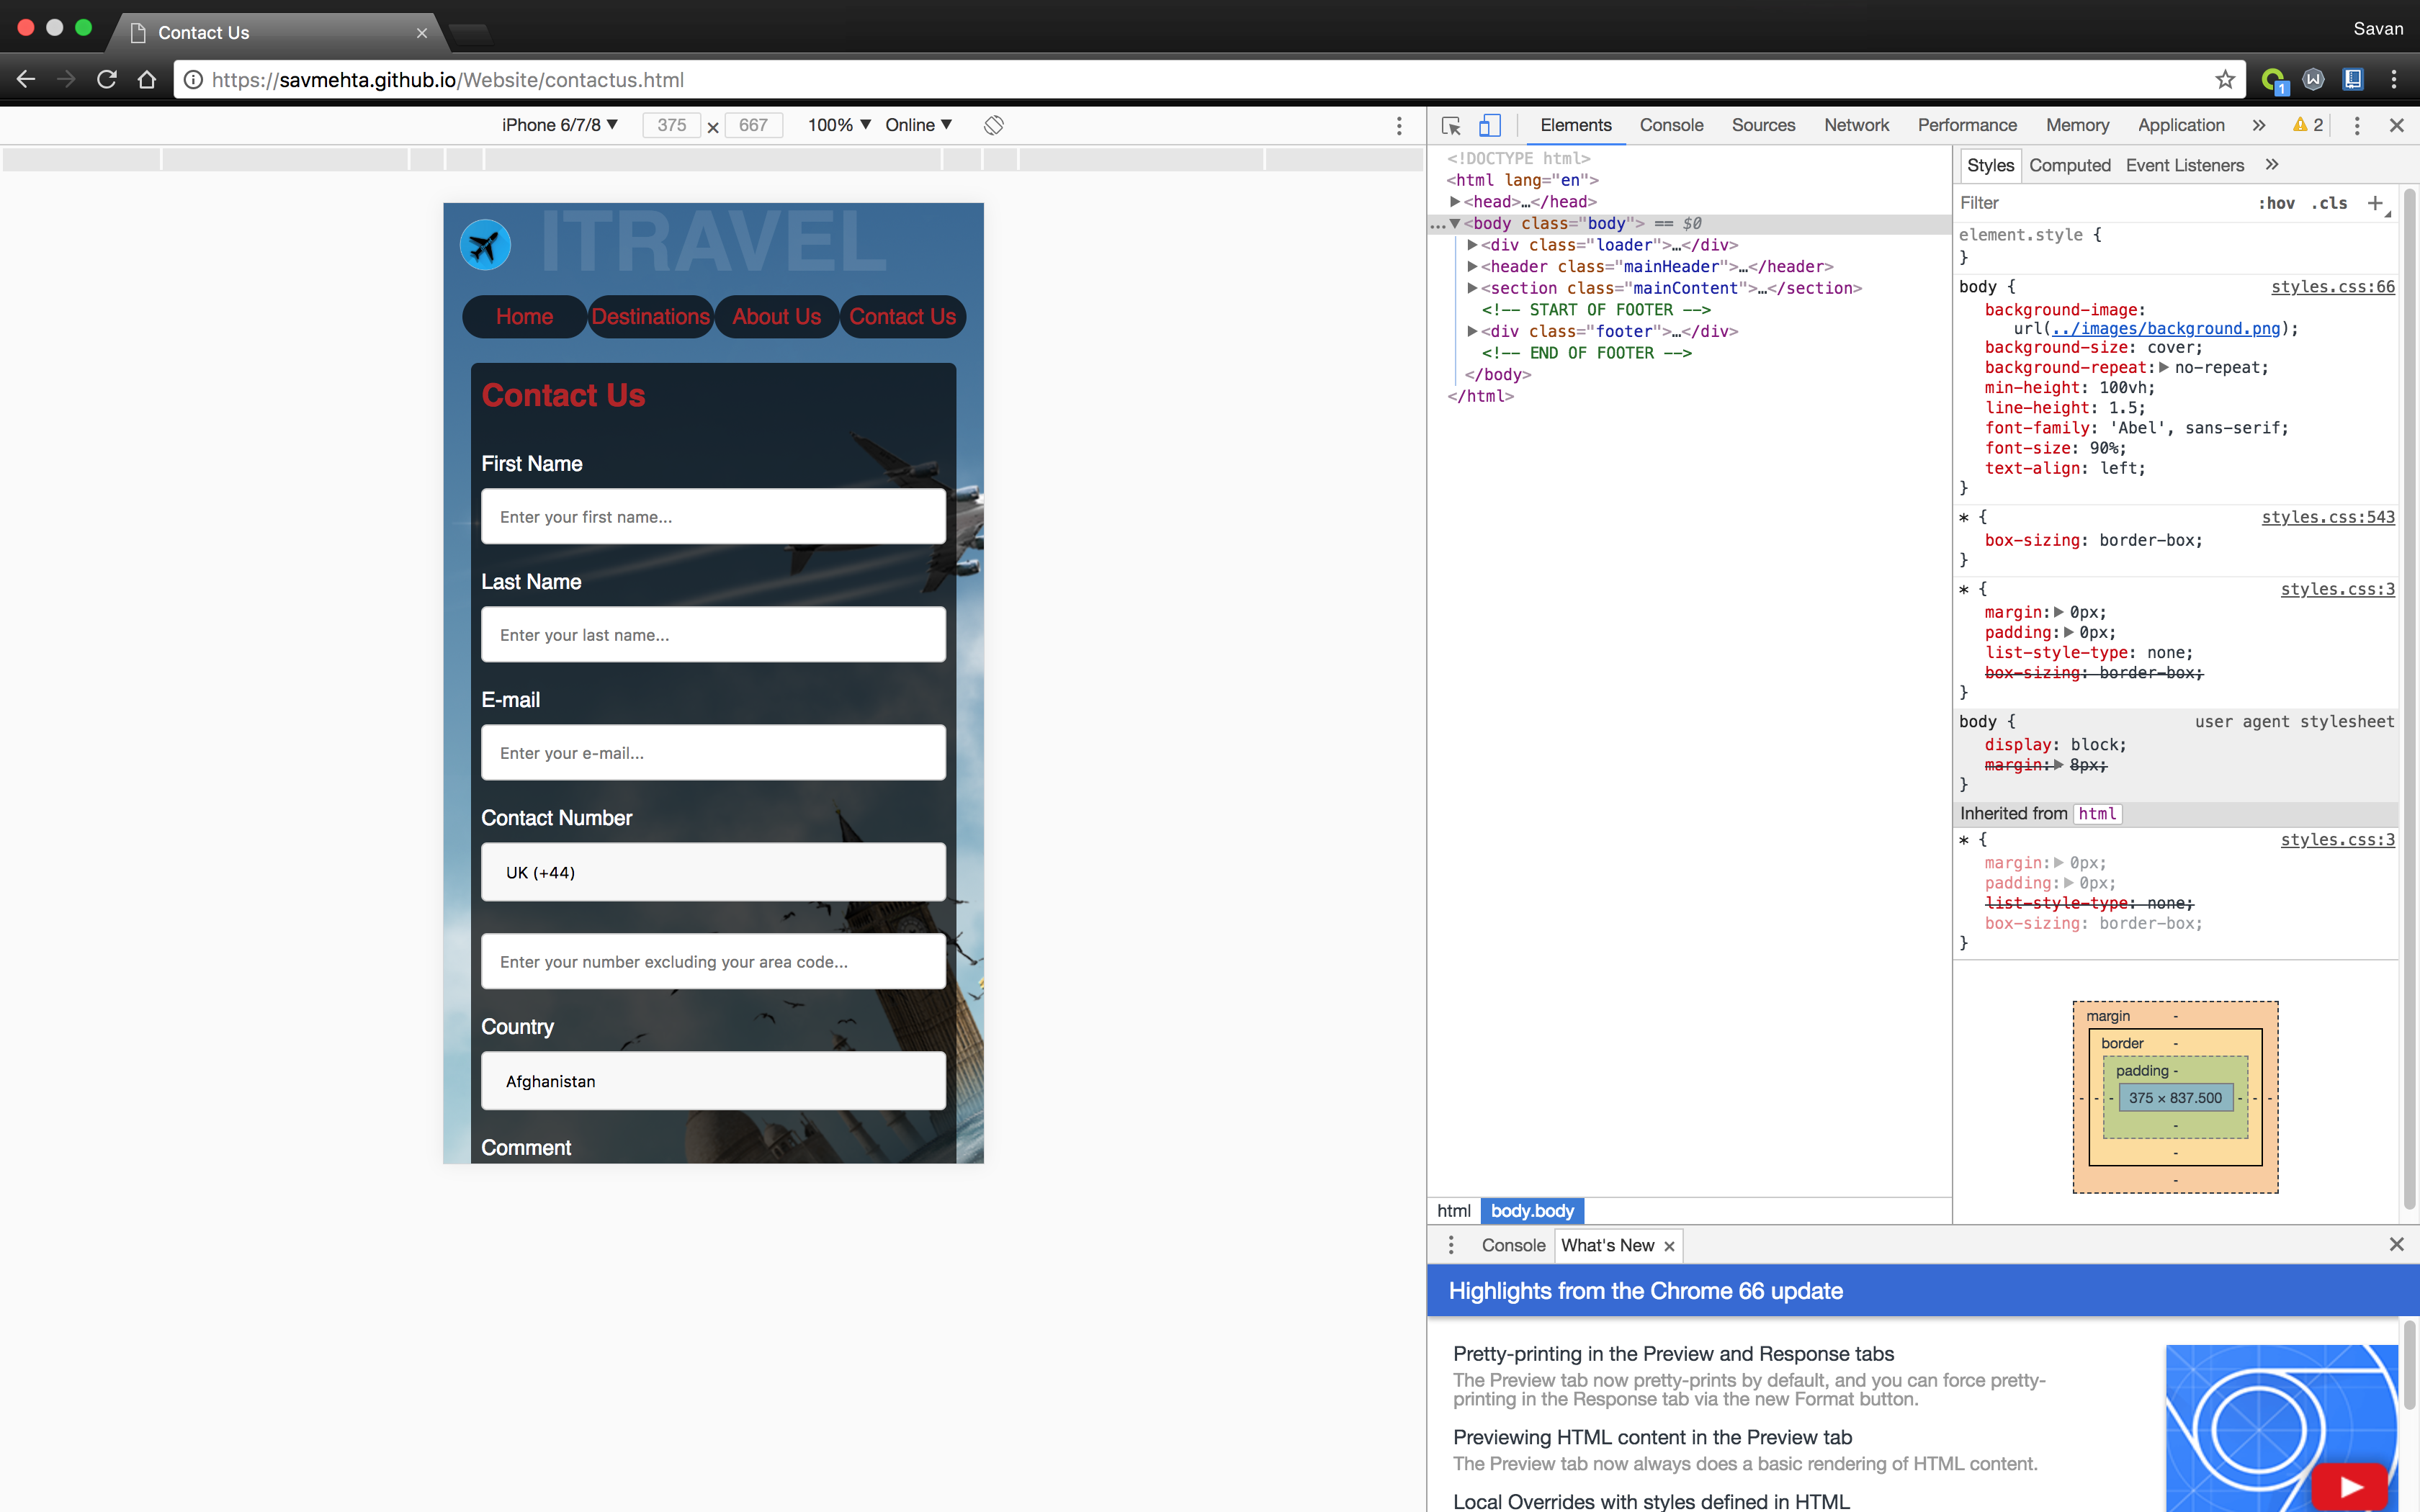 Contact Us
Savan
https://savmehta.github.io/Website/contactus.html
1
iPhone 6/7/8 ▼ 375 × 667 100% ▼ Online ▼
ITRAVEL
Home Destinations About Us Contact Us
Contact Us
First Name
Enter your first name...
Last Name
Enter your last name...
E-mail
Enter your e-mail...
Contact Number
UK (+44)
Enter your number excluding your area code...
Country
Afghanistan
Comment
Elements Console Sources Network Performance Memory Application » 2
<!DOCTYPE html>
<html lang="en">
▶<head>…</head>
…▼<body class="body"> == $0
▶<div class="loader">…</div>
▶<header class="mainHeader">…</header>
▶<section class="mainContent">…</section>
<!-- START OF FOOTER -->
▶<div class="footer">…</div>
<!-- END OF FOOTER -->
</body>
</html>
html body.body
Styles Computed Event Listeners »
Filter :hov .cls +
element.style {
}
body { styles.css:66
background-image:
url(../images/background.png);
background-size: cover;
background-repeat:▶ no-repeat;
min-height: 100vh;
line-height: 1.5;
font-family: 'Abel', sans-serif;
font-size: 90%;
text-align: left;
}
* { styles.css:543
box-sizing: border-box;
}
* { styles.css:3
margin:▶ 0px;
padding:▶ 0px;
list-style-type: none;
box-sizing: border-box;
}
body { user agent stylesheet
display: block;
margin:▶ 8px;
}
Inherited from html
* { styles.css:3
margin:▶ 0px;
padding:▶ 0px;
list-style-type: none;
box-sizing: border-box;
}
margin -
border -
padding -
- - - 375 × 837.500 - - -
-
-
-
Console What's New ×
Highlights from the Chrome 66 update
Pretty-printing in the Preview and Response tabs
The Preview tab now pretty-prints by default, and you can force pretty-
printing in the Response tab via the new Format button.
Previewing HTML content in the Preview tab
The Preview tab now always does a basic rendering of HTML content.
Local Overrides with styles defined in HTML